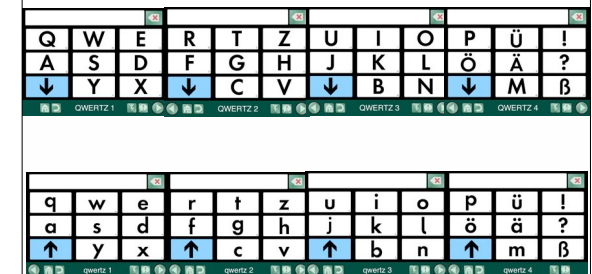 Q W E R T Z U I O P Ü !
A S D F G H J K L Ö Ä ?
↓ Y X ↓ C V ↓ B N ↓ M ß
QWERTZ 1 QWERTZ 2 QWERTZ 3 QWERTZ 4
q w e r t z u i o p ü !
a s d f g h j k l ö ä ?
↑ y x ↑ c v ↑ b n ↑ m ß
qwertz 1 qwertz 2 qwertz 3 qwertz 4